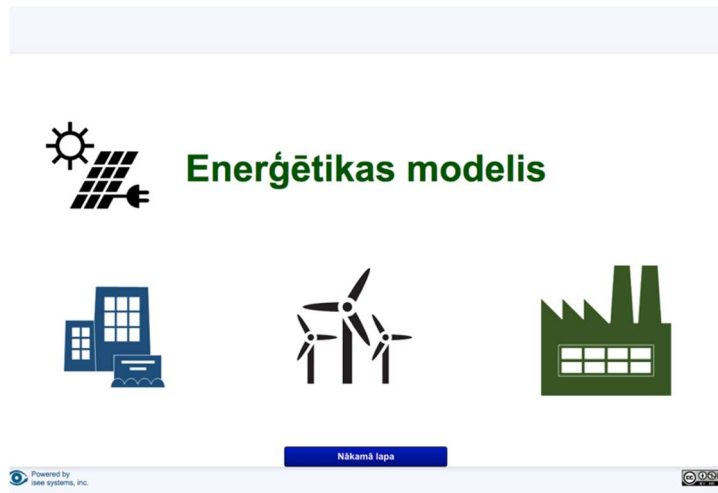 Enerģētikas modelis
Nākamā lapa
Powered by
isee systems, inc.